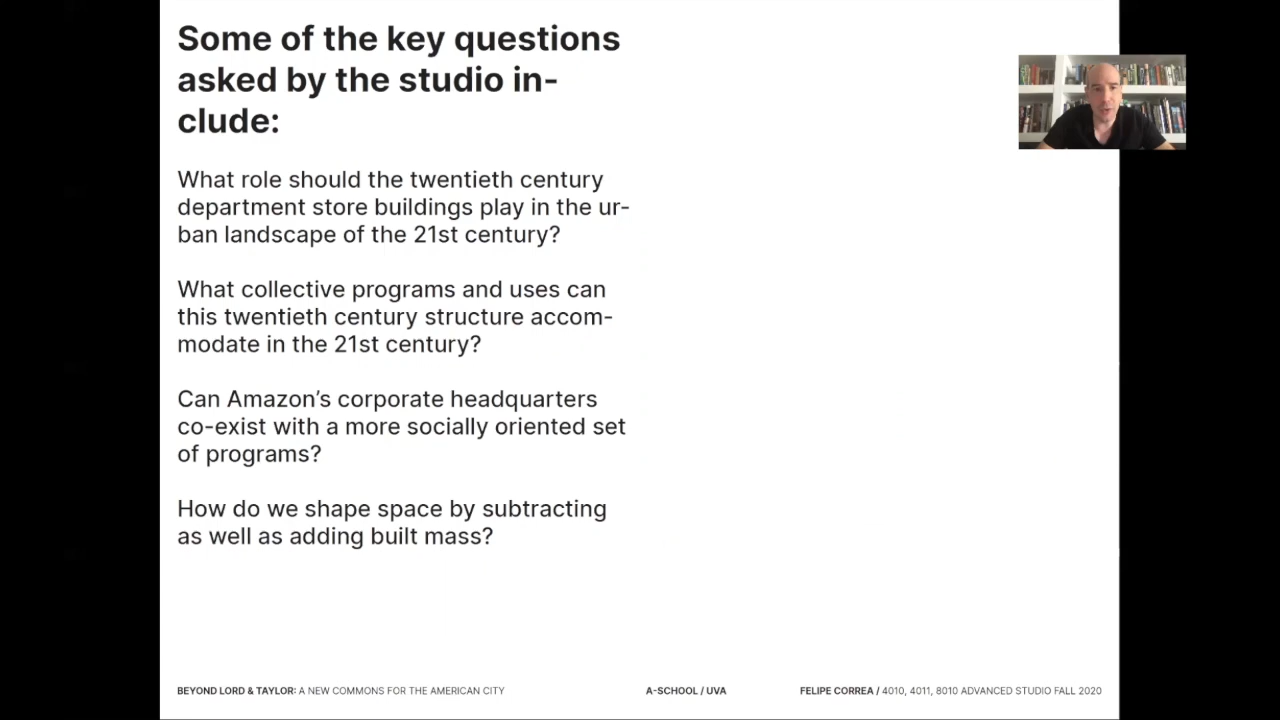 Some of the key questions
asked by the studio in-
clude:
What role should the twentieth century
department store buildings play in the ur-
ban landscape of the 21st century?
What collective programs and uses can
this twentieth century structure accom-
modate in the 21st century?
Can Amazon’s corporate headquarters
co-exist with a more socially oriented set
of programs?
How do we shape space by subtracting
as well as adding built mass?
BEYOND LORD & TAYLOR: A NEW COMMONS FOR THE AMERICAN CITY
A-SCHOOL / UVA
FELIPE CORREA / 4010, 4011, 8010 ADVANCED STUDIO FALL 2020